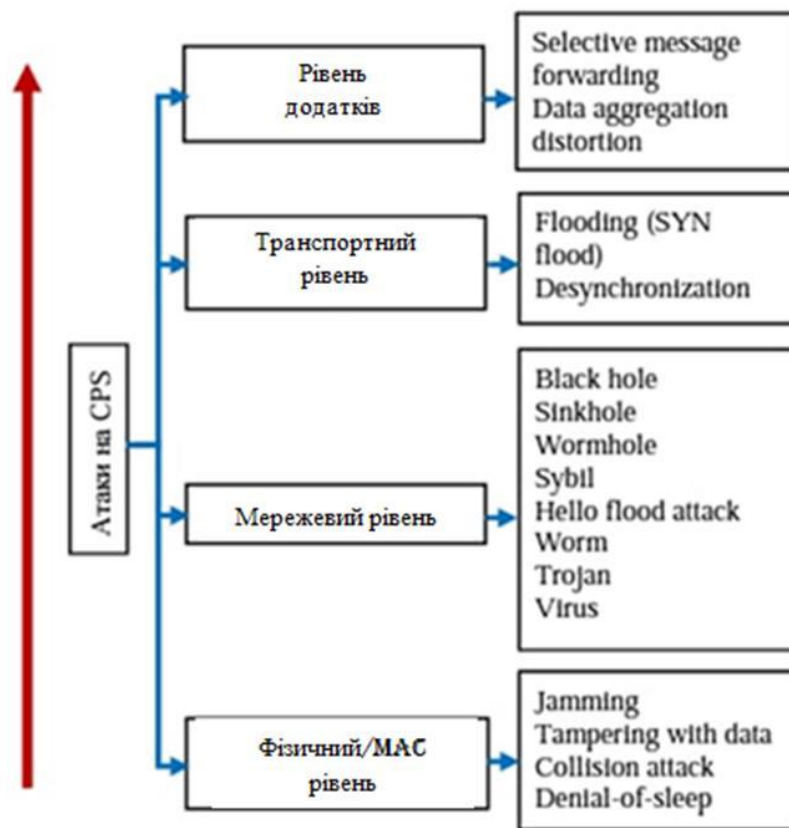 Рівень
додатків
Selective message
forwarding
Data aggregation
distortion
Транспортний
рівень
Flooding (SYN
flood)
Desynchronization
Атаки на CPS
Мережевий рівень
Black hole
Sinkhole
Wormhole
Sybil
Hello flood attack
Worm
Trojan
Virus
Фізичний/MAC
рівень
Jamming
Tampering with data
Collision attack
Denial-of-sleep